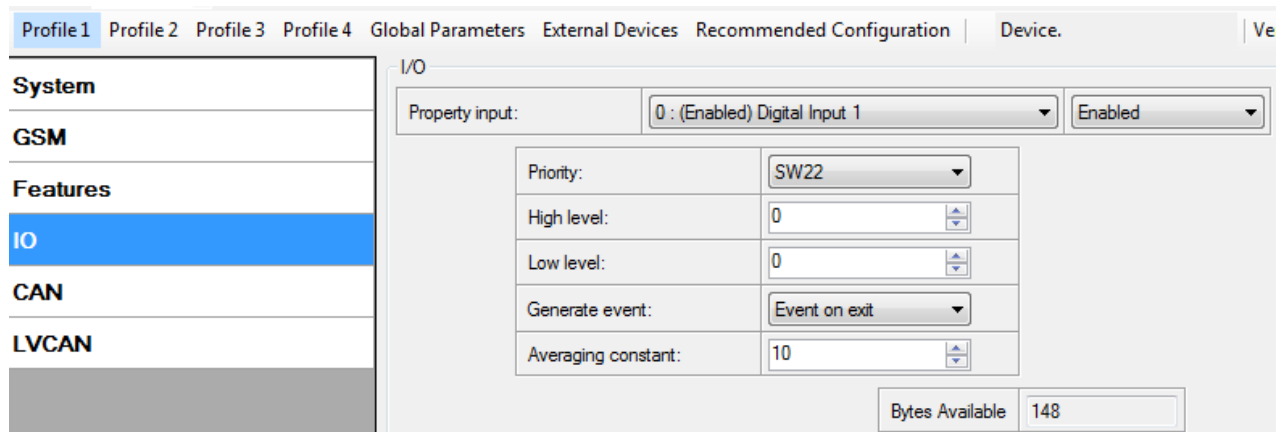 Profile 1 Profile 2 Profile 3 Profile 4 Global Parameters External Devices Recommended Configuration Device. Ve
System
GSM
Features
IO
CAN
LVCAN
I/O
Property input: 0 : (Enabled) Digital Input 1 Enabled
Priority: SW22
High level: 0
Low level: 0
Generate event: Event on exit
Averaging constant: 10
Bytes Available 148